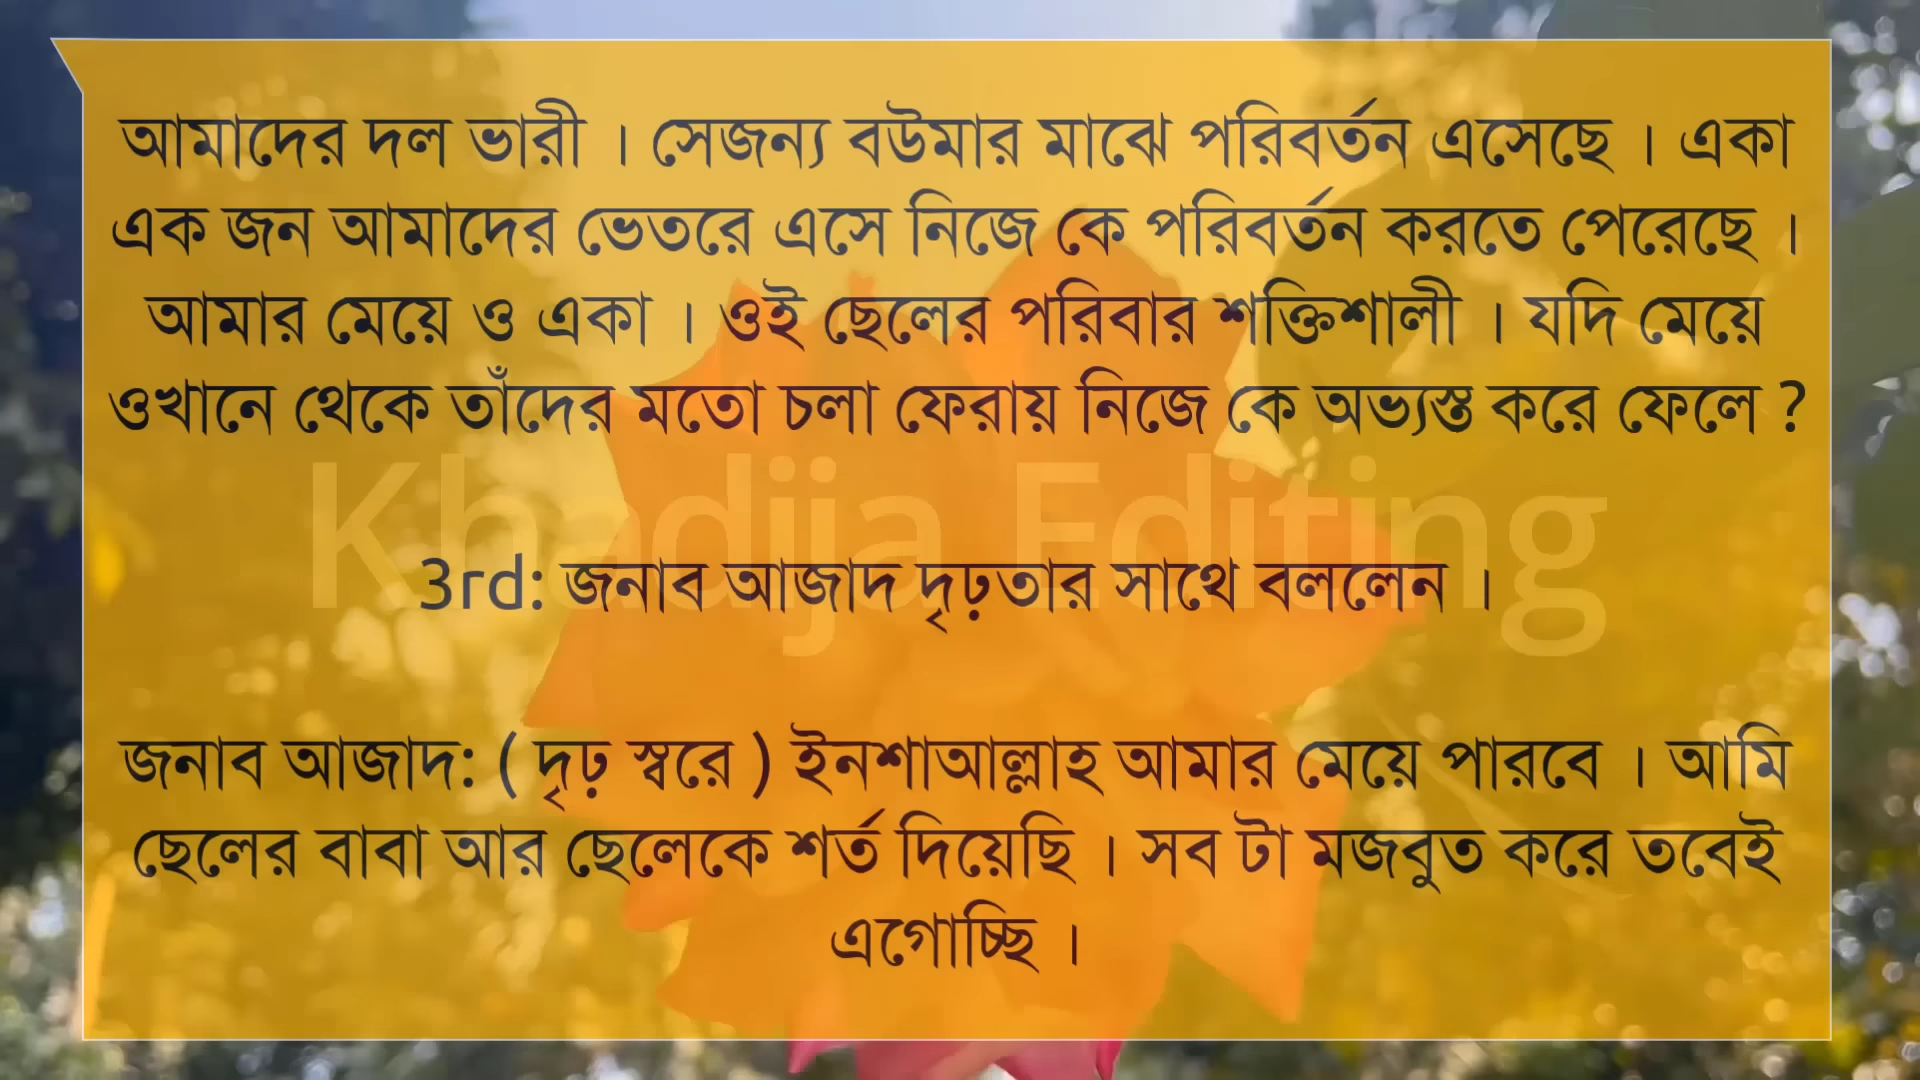 আমাদের দল ভারী । সেজন্য বউমার মাঝে পরিবর্তন এসেছে । একা
এক জন আমাদের ভেতরে এসে নিজে কে পরিবর্তন করতে পেরেছে ।
আমার মেয়ে ও একা । ওই ছেলের পরিবার শক্তিশালী । যদি মেয়ে
ওখানে থেকে তাঁদের মতো চলা ফেরায় নিজে কে অভ্যস্ত করে ফেলে ?
Khadija Editing
3rd: জনাব আজাদ দৃঢ়তার সাথে বললেন ।
জনাব আজাদ: ( দৃঢ় স্বরে ) ইনশাআল্লাহ আমার মেয়ে পারবে । আমি
ছেলের বাবা আর ছেলেকে শর্ত দিয়েছি । সব টা মজবুত করে তবেই
এগোচ্ছি ।